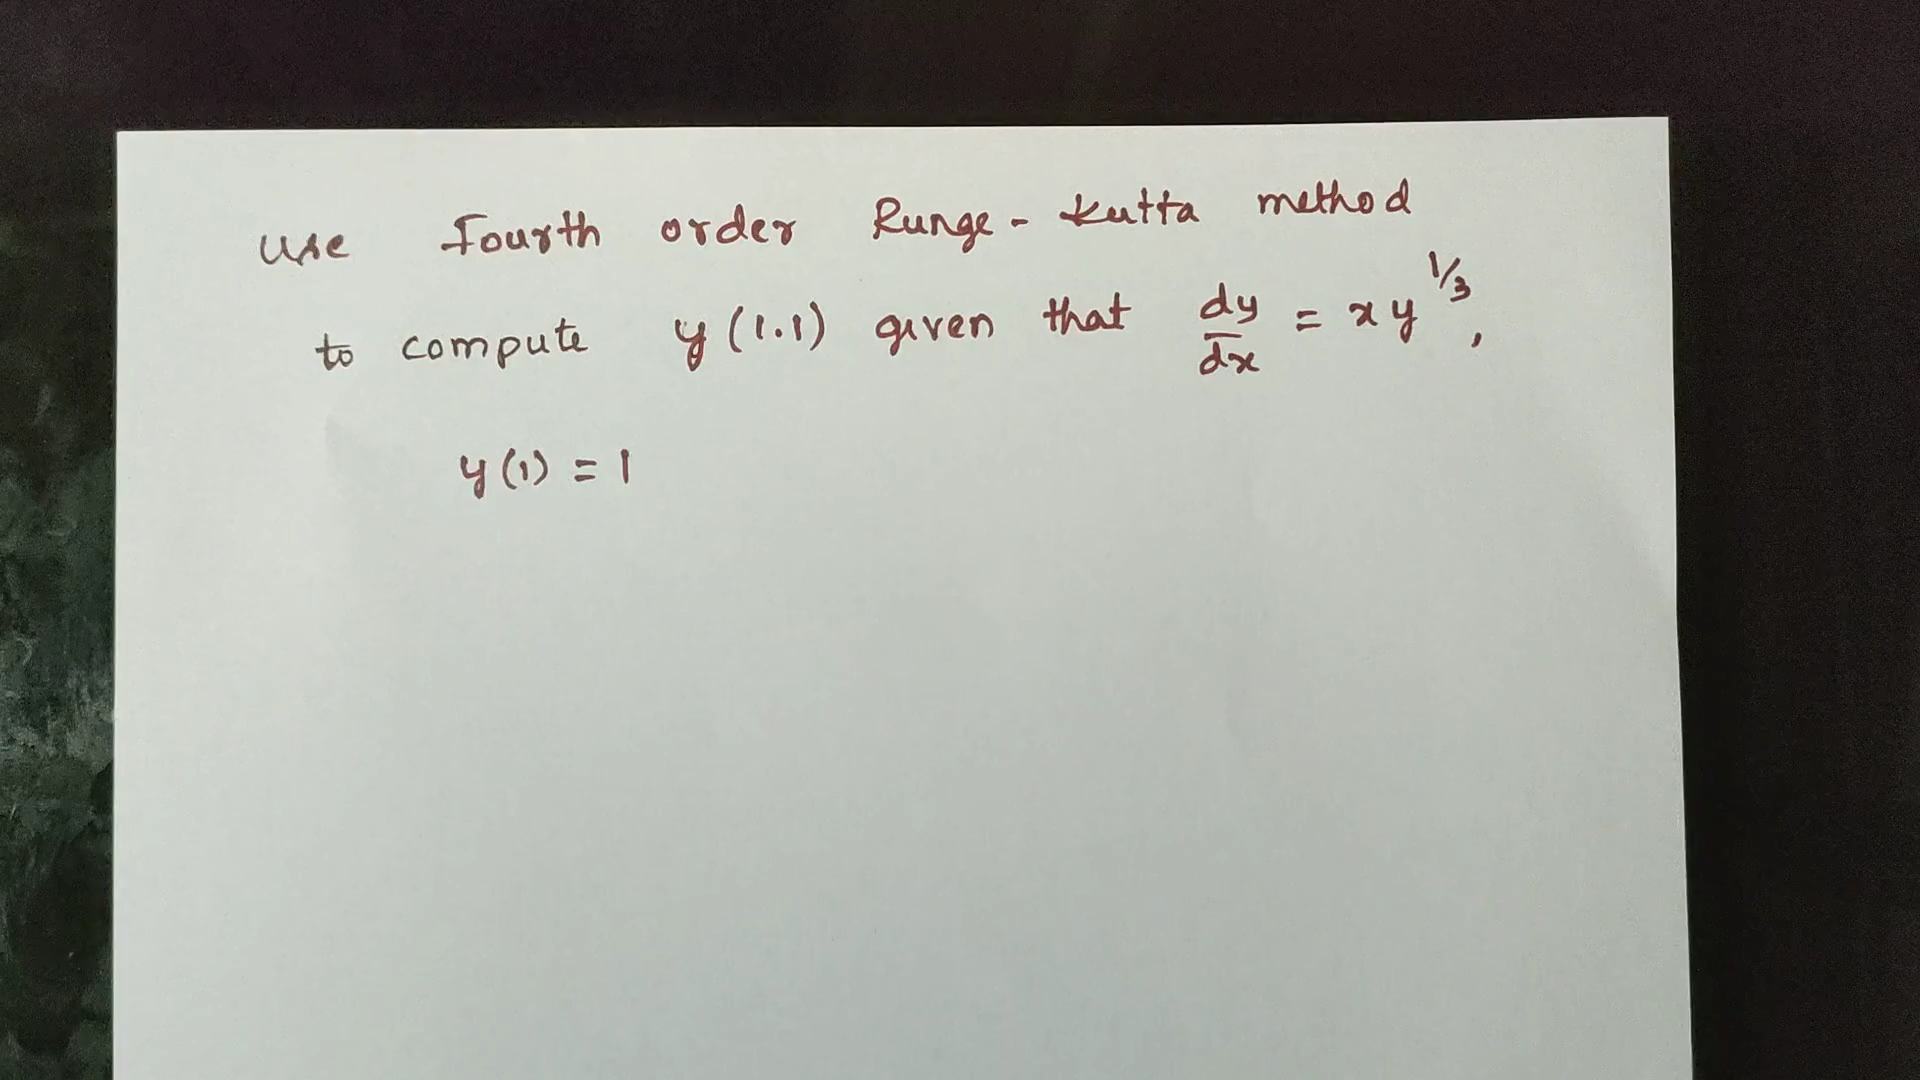 Use fourth order Runge-Kutta method
to compute y(1.1) given that dy/dx = xy^1/3,
y(1) = 1